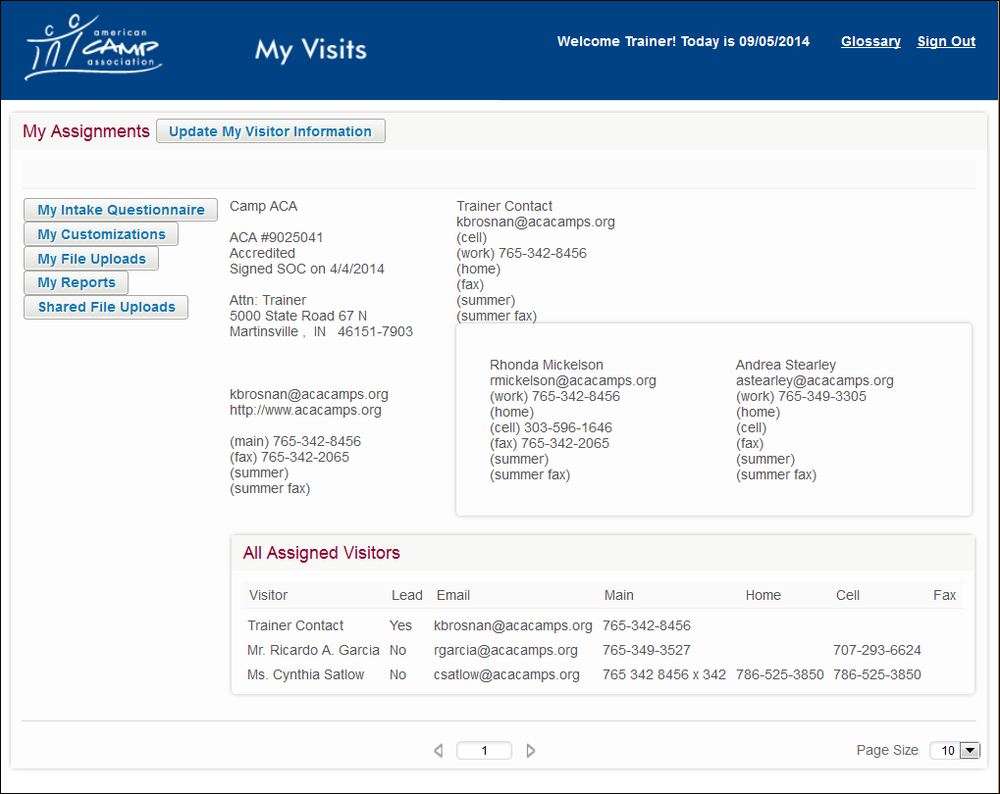 american
CAMP
association
My Visits
Welcome Trainer! Today is 09/05/2014
Glossary
Sign Out
My Assignments
Update My Visitor Information
My Intake Questionnaire
My Customizations
My File Uploads
My Reports
Shared File Uploads
Camp ACA
ACA #9025041
Accredited
Signed SOC on 4/4/2014
Attn: Trainer
5000 State Road 67 N
Martinsville ,  IN   46151-7903
kbrosnan@acacamps.org
http://www.acacamps.org
(main) 765-342-8456
(fax) 765-342-2065
(summer)
(summer fax)
Trainer Contact
kbrosnan@acacamps.org
(cell)
(work) 765-342-8456
(home)
(fax)
(summer)
(summer fax)
Rhonda Mickelson
rmickelson@acacamps.org
(work) 765-342-8456
(home)
(cell) 303-596-1646
(fax) 765-342-2065
(summer)
(summer fax)
Andrea Stearley
astearley@acacamps.org
(work) 765-349-3305
(home)
(cell)
(fax)
(summer)
(summer fax)
All Assigned Visitors
Visitor Lead Email Main Home Cell Fax
Trainer Contact Yes kbrosnan@acacamps.org 765-342-8456
Mr. Ricardo A. Garcia No rgarcia@acacamps.org 765-349-3527 707-293-6624
Ms. Cynthia Satlow No csatlow@acacamps.org 765 342 8456 x 342 786-525-3850 786-525-3850
1
Page Size 10